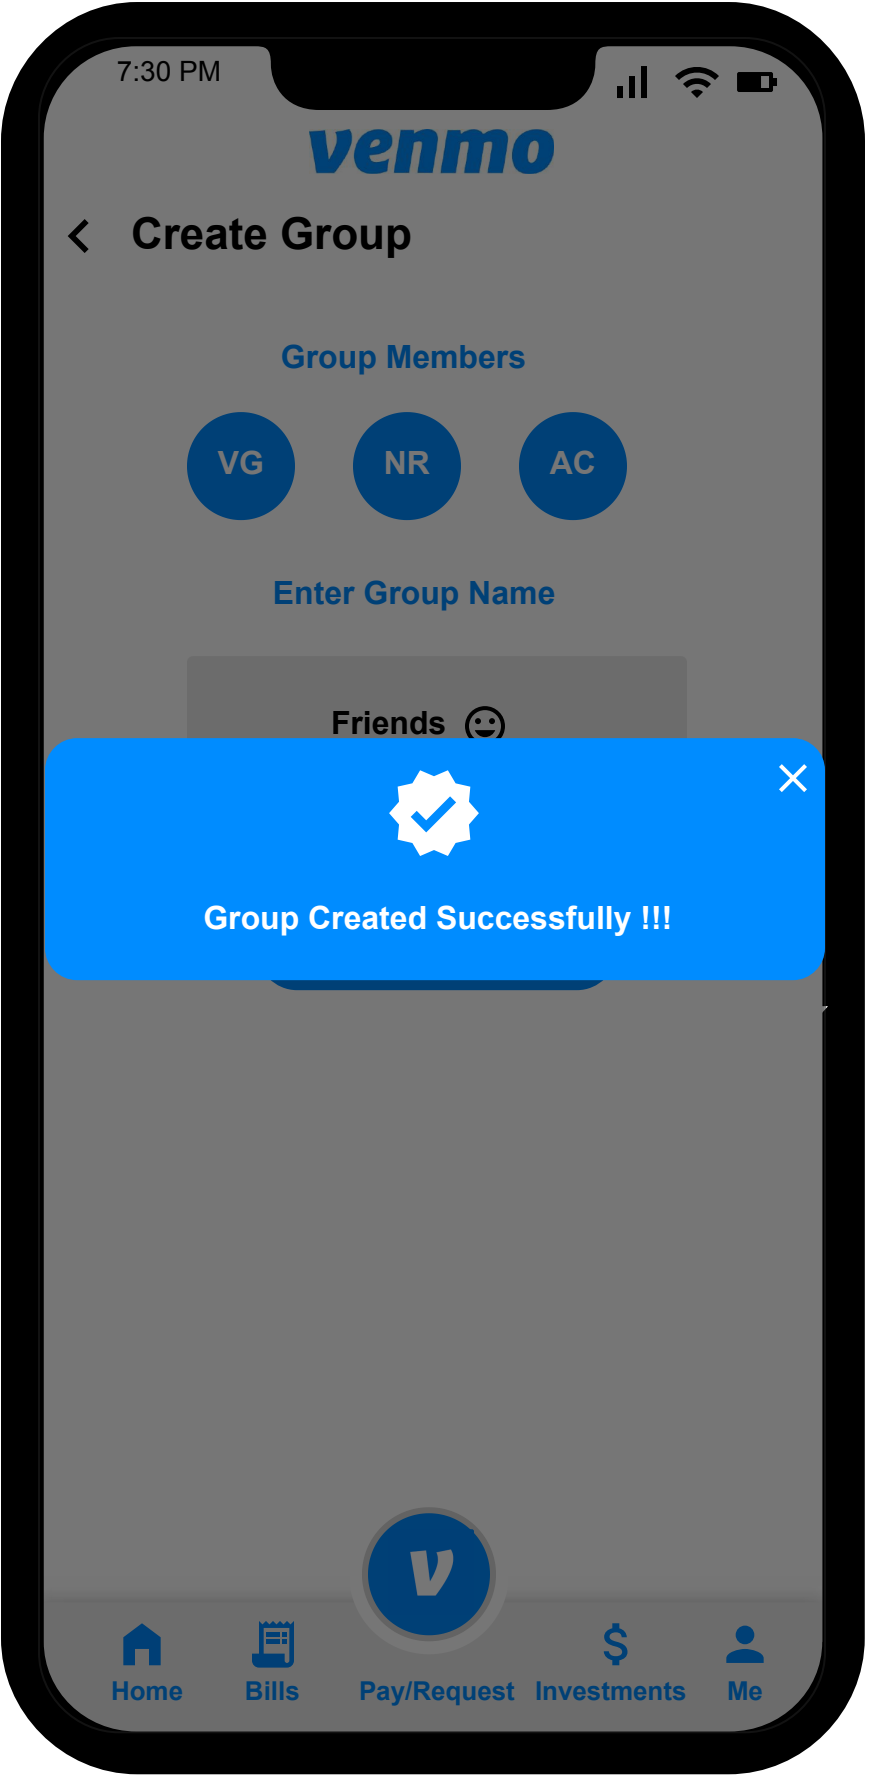 7:30 PM
venmo
Create Group
Group Members
VG NR AC
Enter Group Name
Friends
Group Created Successfully !!!
v
Home Bills Pay/Request Investments Me